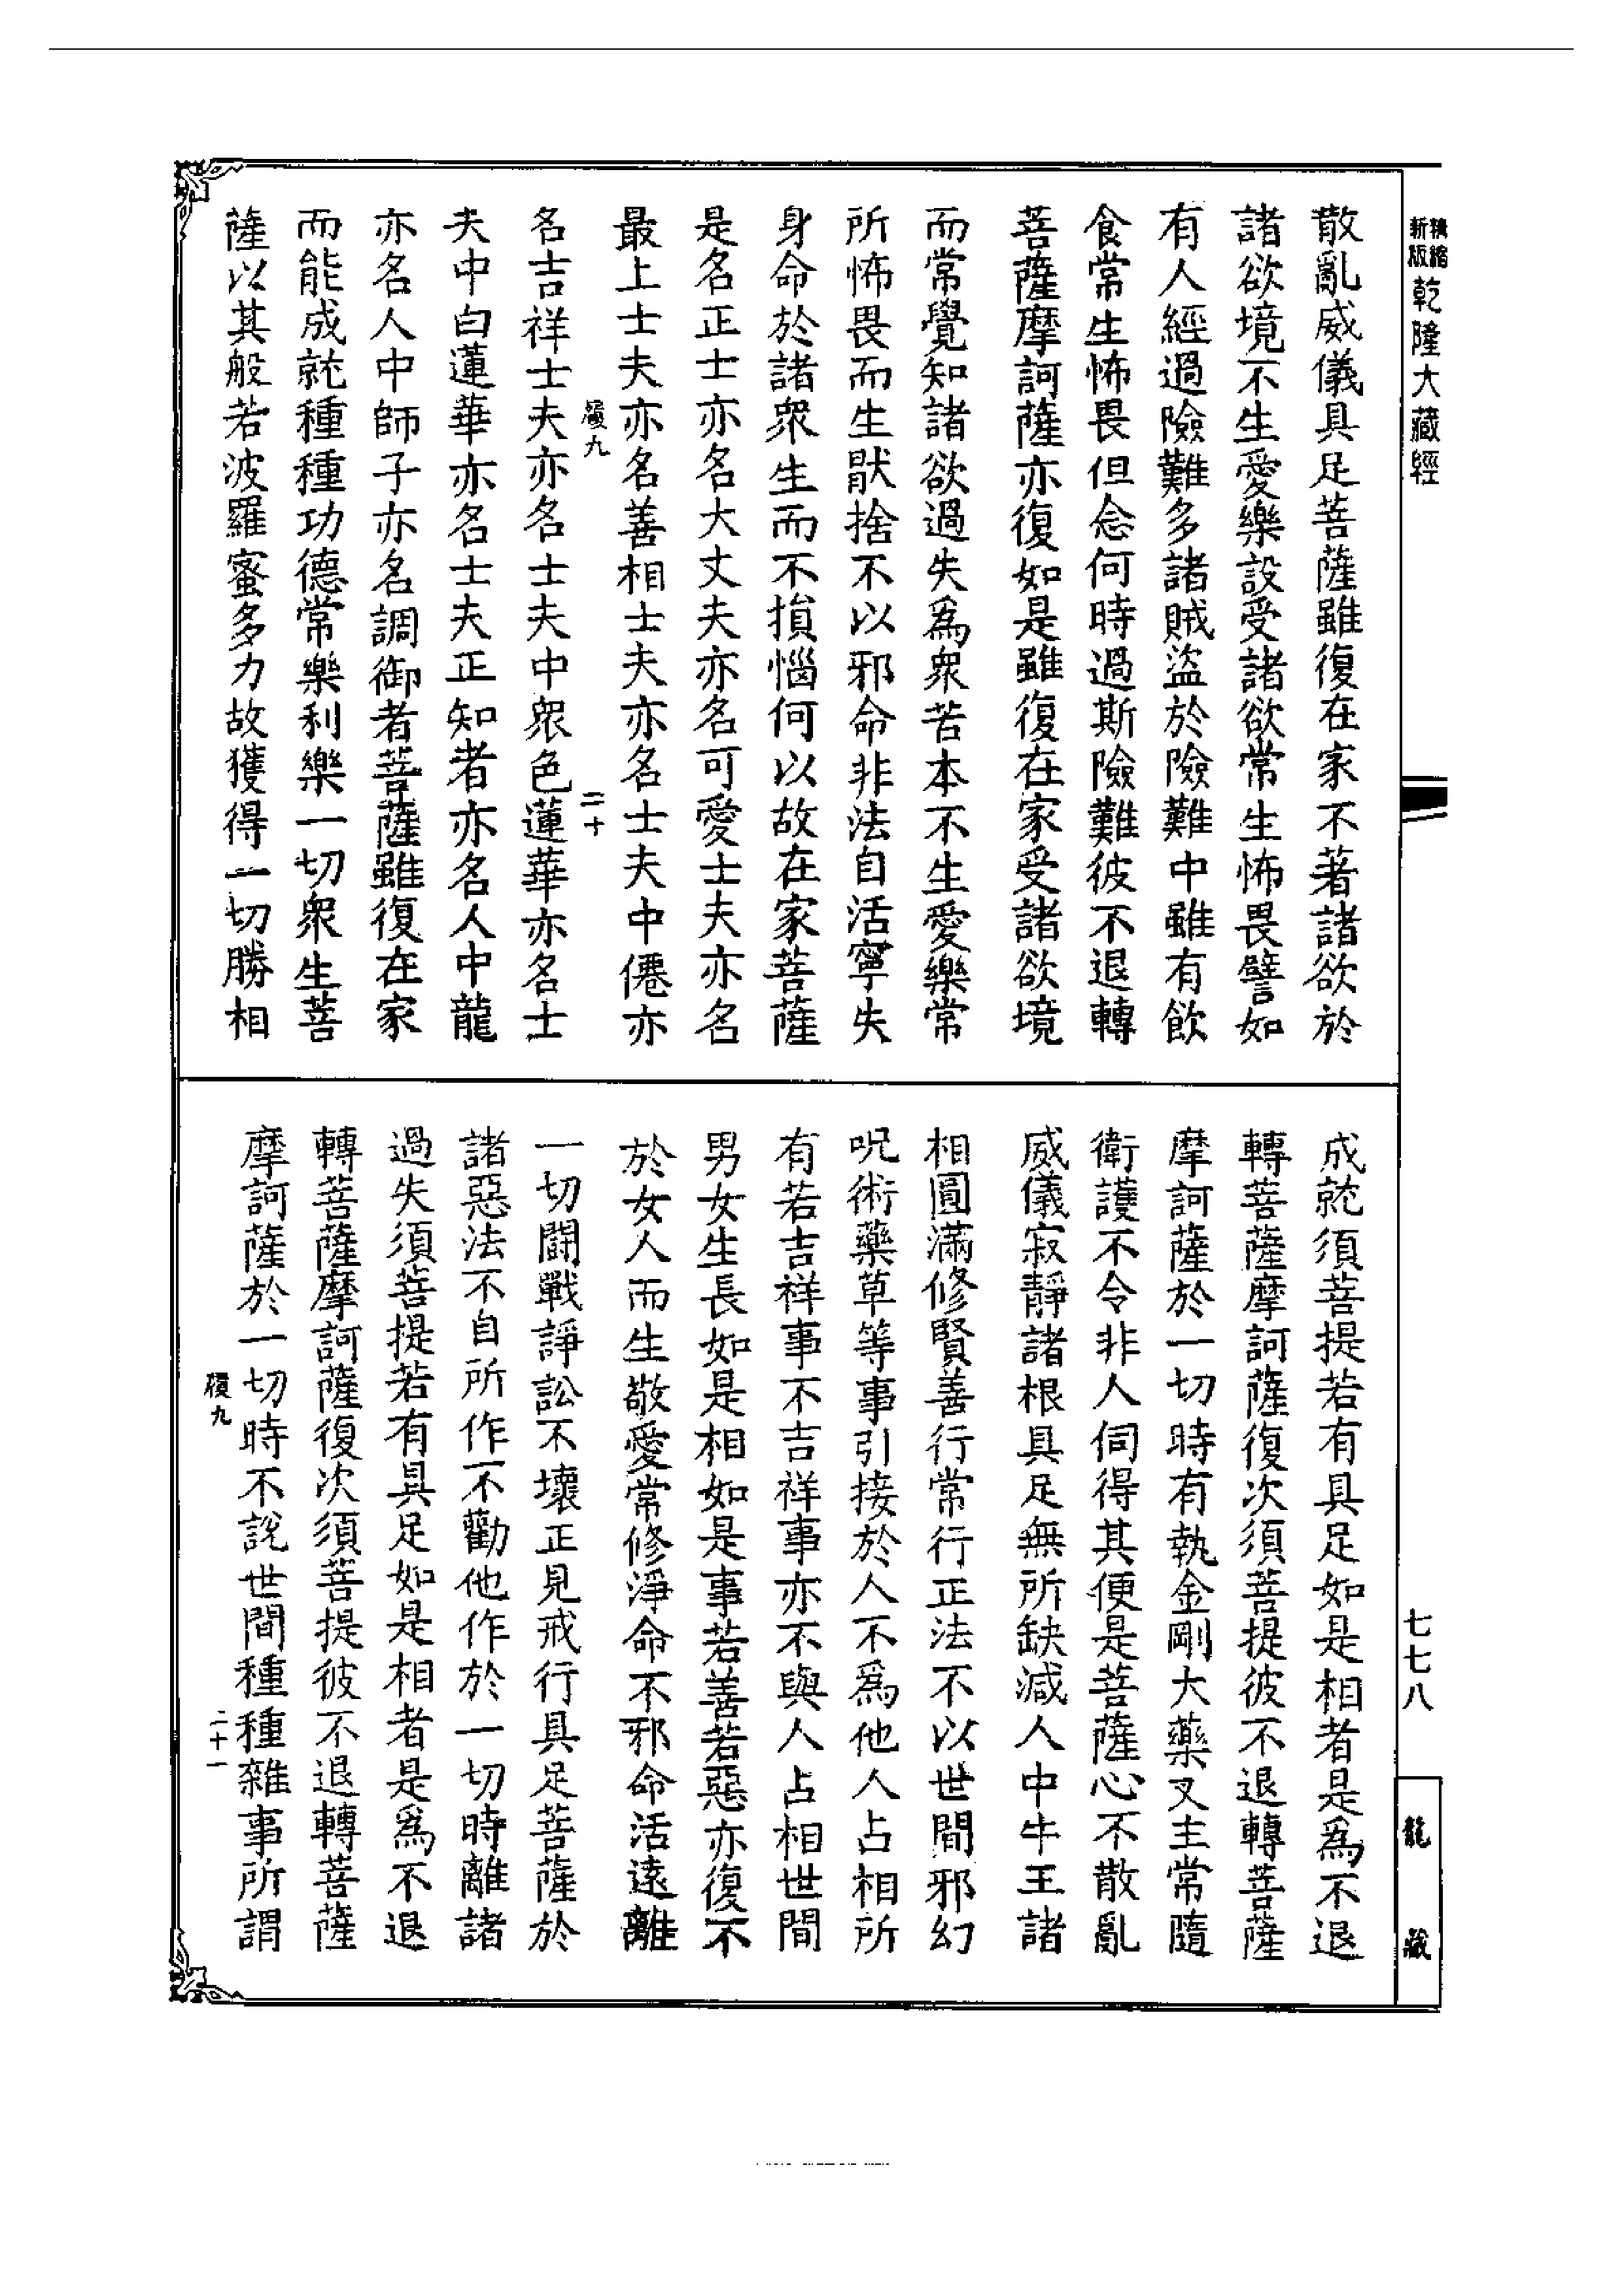 精縮新版乾隆大藏經
散亂威儀具足菩薩雖復在家不著諸欲於
諸欲境不生愛樂設受諸欲常生怖畏譬如
有人經過險難多諸賊盜於險難中雖有飲
食常生怖畏但念何時過斯險難彼不退轉
菩薩摩訶薩亦復如是雖復在家受諸欲境
而常覺知諸欲過失爲衆苦本不生愛樂常
所怖畏而生猒捨不以邪命非法自活寧失
身命於諸衆生而不損惱何以故在家菩薩
是名正士亦名大丈夫亦名可愛士夫亦名
最上士夫亦名善相士夫亦名士夫中僊亦
履九
二十
名吉祥士夫亦名士夫中衆色蓮華亦名士
夫中白蓮華亦名士夫正知者亦名人中龍
亦名人中師子亦名調御者菩薩雖復在家
而能成就種種功德常樂利樂一切衆生菩
薩以其般若波羅蜜多力故獲得一切勝相
成就須菩提若有具足如是相者是爲不退
轉菩薩摩訶薩復次須菩提彼不退轉菩薩
摩訶薩於一切時有執金剛大藥叉主常隨
衛護不令非人伺得其便是菩薩心不散亂
威儀寂靜諸根具足無所缺減人中牛王諸
相圓滿修賢善行常行正法不以世間邪幻
呪術藥草等事引接於人不爲他人占相所
有若吉祥事不吉祥事亦不與人占相世間
男女生長如是相如是事若善若惡亦復不
於女人而生敬愛常修淨命不邪命活遠離
一切鬪戰諍訟不壞正見戒行具足菩薩於
諸惡法不自所作不勸他作於一切時離諸
過失須菩提若有具足如是相者是爲不退
轉菩薩摩訶薩復次須菩提彼不退轉菩薩
摩訶薩於一切時不說世間種種雜事所謂
履九
二十一
七七八
龍藏